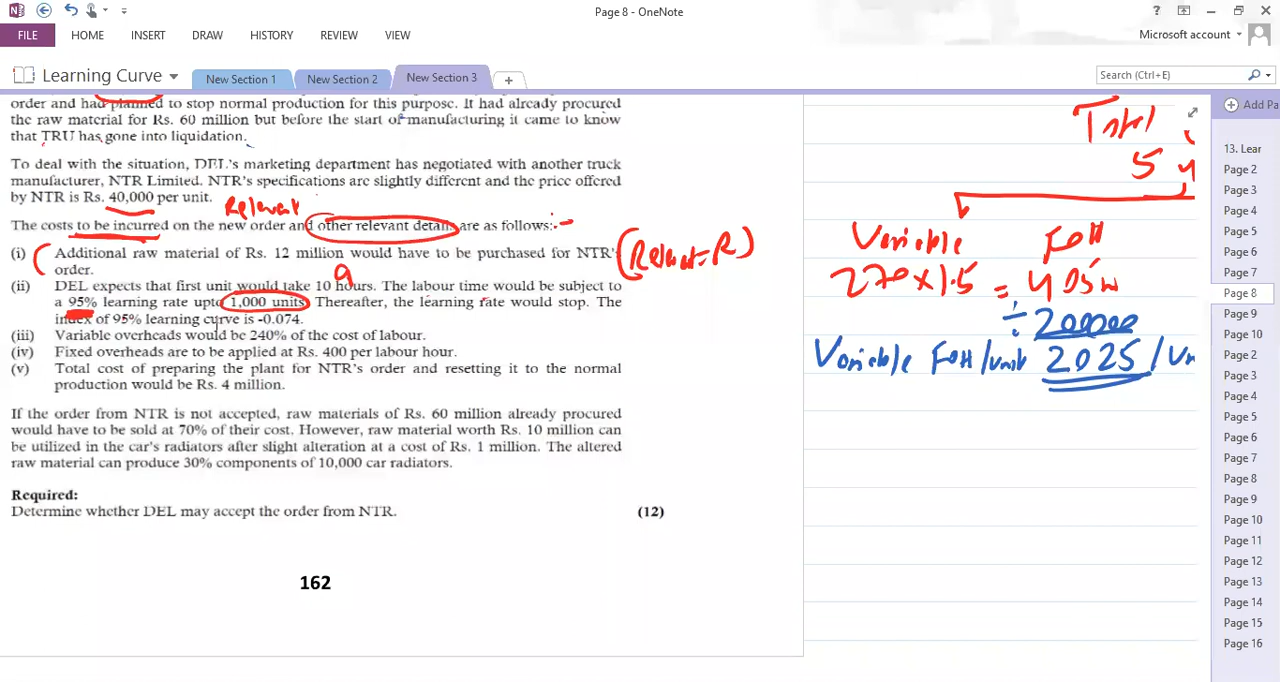 Page 8 - OneNote
FILE HOME INSERT DRAW HISTORY REVIEW VIEW
Microsoft account
Learning Curve New Section 1 New Section 2 New Section 3 +
Search (Ctrl+E)
order and had planned to stop normal production for this purpose. It had already procured
the raw material for Rs. 60 million but before the start of manufacturing it came to know
that TRU has gone into liquidation.
To deal with the situation, DEL's marketing department has negotiated with another truck
manufacturer, NTR Limited. NTR's specifications are slightly different and the price offered
by NTR is Rs. 40,000 per unit.
Relevant
The costs to be incurred on the new order and other relevant details are as follows:
(i) Additional raw material of Rs. 12 million would have to be purchased for NTR's
order.
(Relevant=R)
a
(ii) DEL expects that first unit would take 10 hours. The labour time would be subject to
a 95% learning rate upto 1,000 units. Thereafter, the learning rate would stop. The
index of 95% learning curve is -0.074.
(iii) Variable overheads would be 240% of the cost of labour.
(iv) Fixed overheads are to be applied at Rs. 400 per labour hour.
(v) Total cost of preparing the plant for NTR's order and resetting it to the normal
production would be Rs. 4 million.
If the order from NTR is not accepted, raw materials of Rs. 60 million already procured
would have to be sold at 70% of their cost. However, raw material worth Rs. 10 million can
be utilized in the car's radiators after slight alteration at a cost of Rs. 1 million. The altered
raw material can produce 30% components of 10,000 car radiators.
Required:
Determine whether DEL may accept the order from NTR. (12)
162
Total
5 y
Variable FOH
270 x 1.5 = 405m
÷ 200000
Variable FOH/unit 2025 /Un
Add Pa
13. Lear
Page 2
Page 3
Page 4
Page 5
Page 6
Page 7
Page 8
Page 9
Page 10
Page 2
Page 3
Page 4
Page 5
Page 6
Page 7
Page 4
Page 7
Page 8
Page 9
Page 10
Page 11
Page 12
Page 13
Page 14
Page 15
Page 16